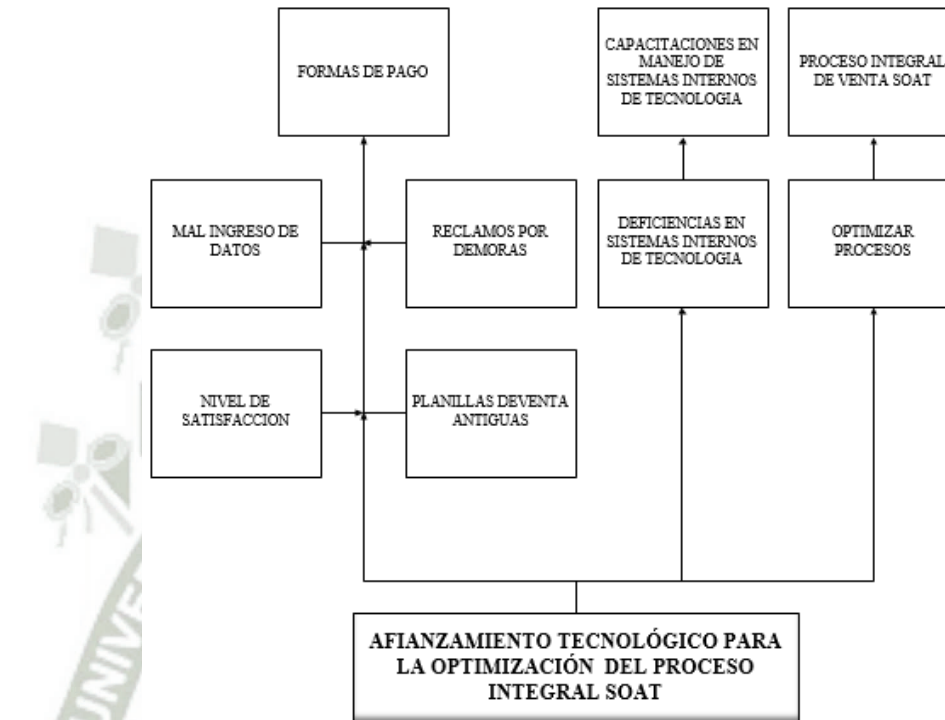 FORMAS DE PAGO
CAPACITACIONES EN
MANEJO DE
SISTEMAS INTERNOS
DE TECNOLOGIA
PROCESO INTEGRAL
DE VENTA SOAT
MAL INGRESO DE
DATOS
RECLAMOS POR
DEMORAS
DEFICIENCIAS EN
SISTEMAS INTERNOS
DE TECNOLOGIA
OPTIMIZAR
PROCESOS
NIVEL DE
SATISFACCION
PLANILLAS DEVENTA
ANTIGUAS
AFIANZAMIENTO TECNOLÓGICO PARA
LA OPTIMIZACIÓN DEL PROCESO
INTEGRAL SOAT